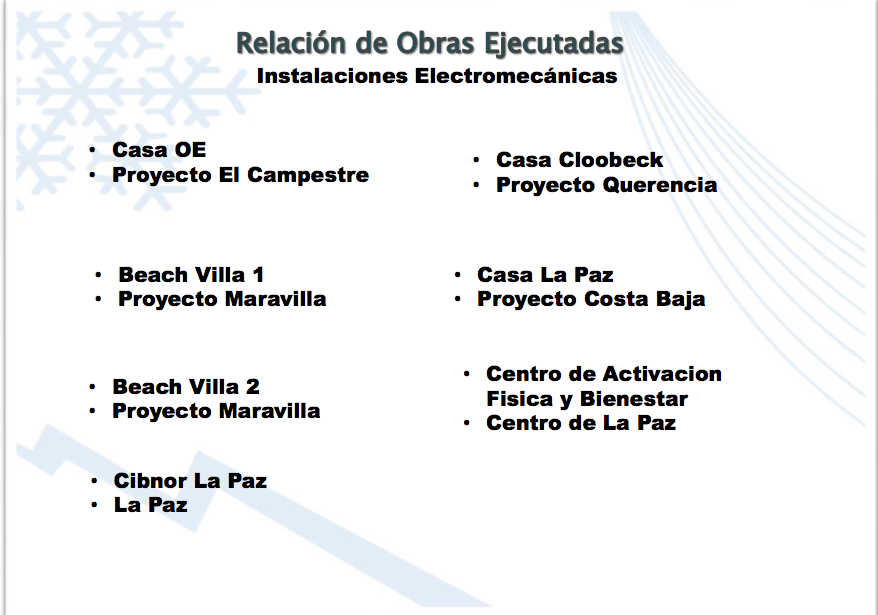 Relación de Obras Ejecutadas
Instalaciones Electromecánicas
• Casa OE
• Proyecto El Campestre
• Casa Cloobeck
• Proyecto Querencia
• Beach Villa 1
• Proyecto Maravilla
• Casa La Paz
• Proyecto Costa Baja
• Beach Villa 2
• Proyecto Maravilla
• Centro de Activacion
Fisica y Bienestar
• Centro de La Paz
• Cibnor La Paz
• La Paz